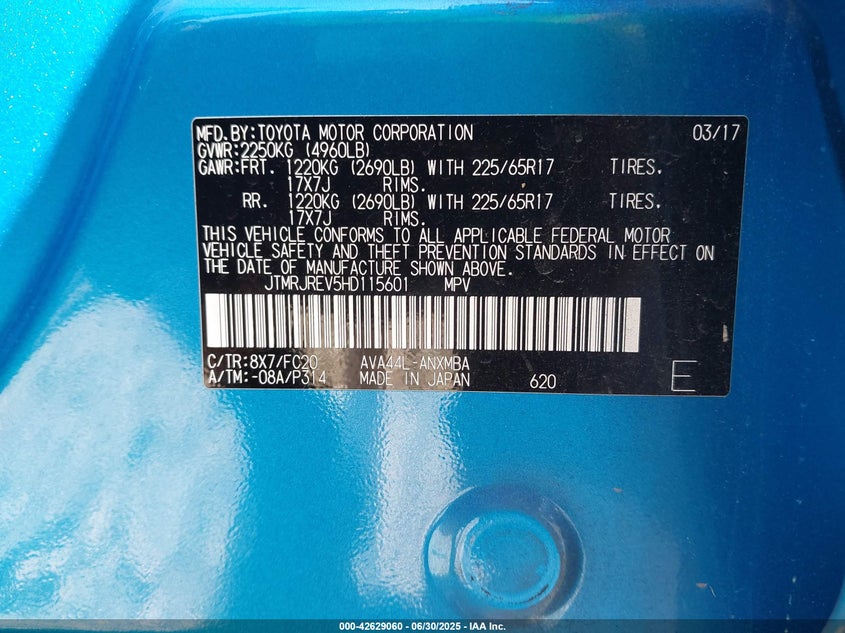 MFD.BY:TOYOTA MOTOR CORPORATION 03/17
GVWR:2250KG (4960LB)
GAWR:FRT. 1220KG (2690LB) WITH 225/65R17 TIRES.
17X7J RIMS.
RR. 1220KG (2690LB) WITH 225/65R17 TIRES.
17X7J RIMS.
THIS VEHICLE CONFORMS TO ALL APPLICABLE FEDERAL MOTOR
VEHICLE SAFETY AND THEFT PREVENTION STANDARDS IN EFFECT ON
THE DATE OF MANUFACTURE SHOWN ABOVE.
JTMRJREV5HD115601 MPV
C/TR:8X7/FC20 AVA44L-ANXMBA
A/TM:-08A/P314 MADE IN JAPAN 620 E
000-42629060 - 06/30/2025 - IAA Inc.